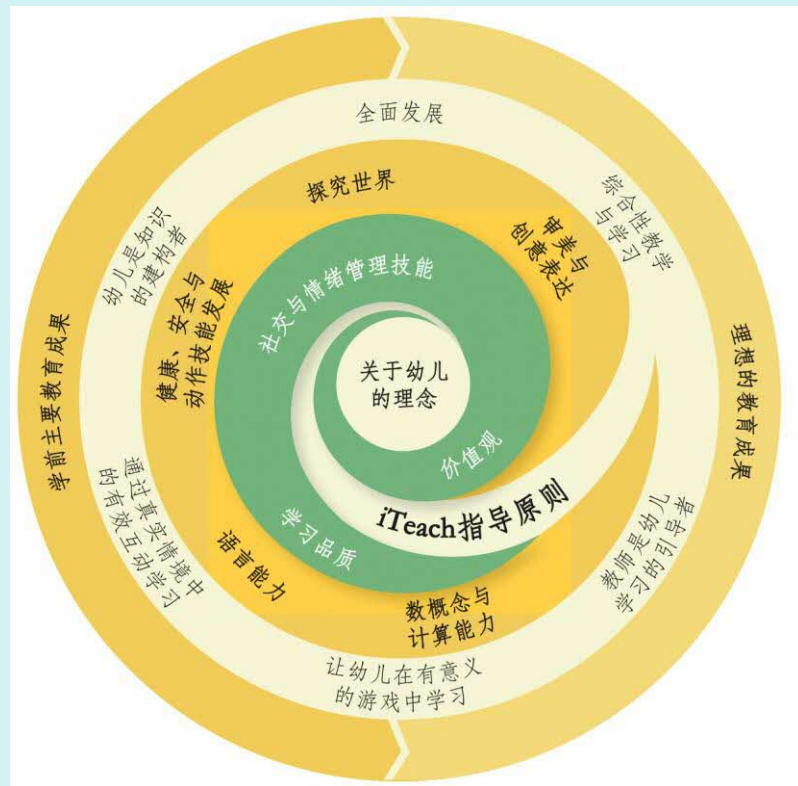 全面发展
探究世界
综合性教学
与学习
审美与
创意表达
幼儿是知识
的建构者
社交与情绪管理技能
健康、安全与
动作技能发展
关于幼儿
的理念
学前主要教育成果
理想的教育成果
价值观
iTeach指导原则
学习品质
通过真实情境中
的有效互动学习
语言能力
教师是幼儿
学习的引导者
数概念与
计算能力
让幼儿在有意义
的游戏中学习